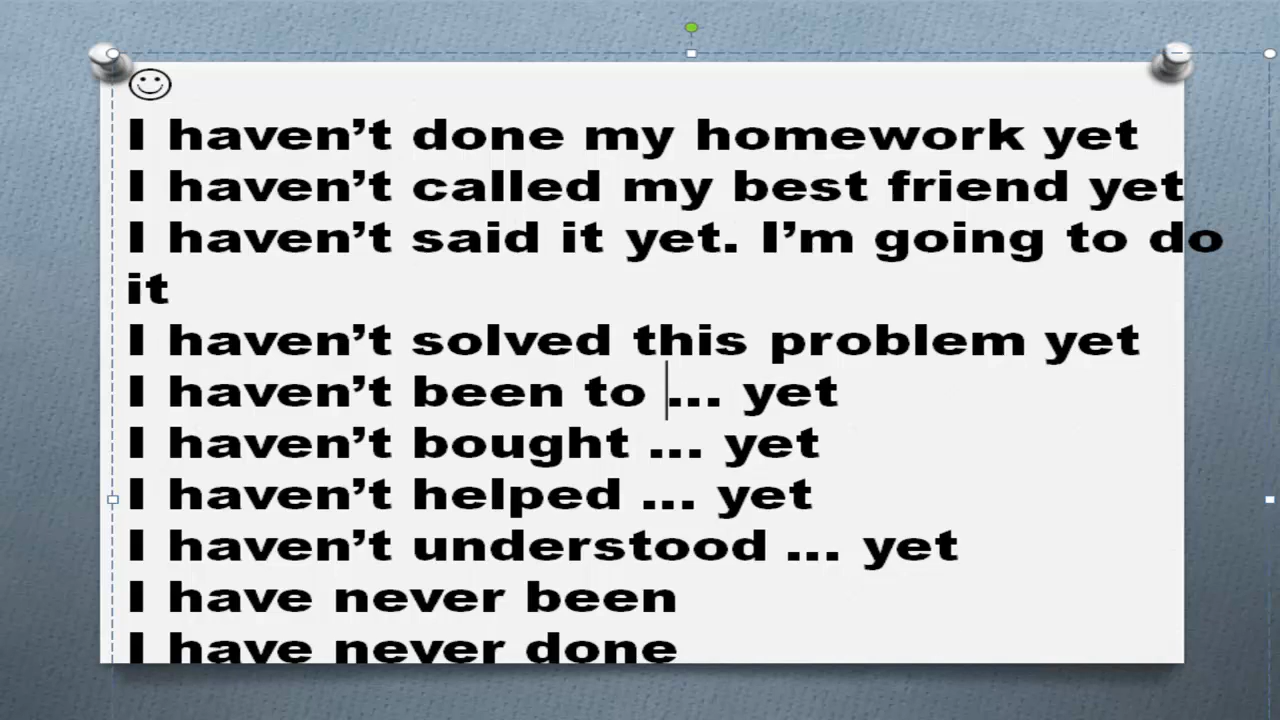 I haven’t done my homework yet
I haven’t called my best friend yet
I haven’t said it yet. I’m going to do
it
I haven’t solved this problem yet
I haven’t been to ... yet
I haven’t bought ... yet
I haven’t helped ... yet
I haven’t understood ... yet
I have never been
I have never done